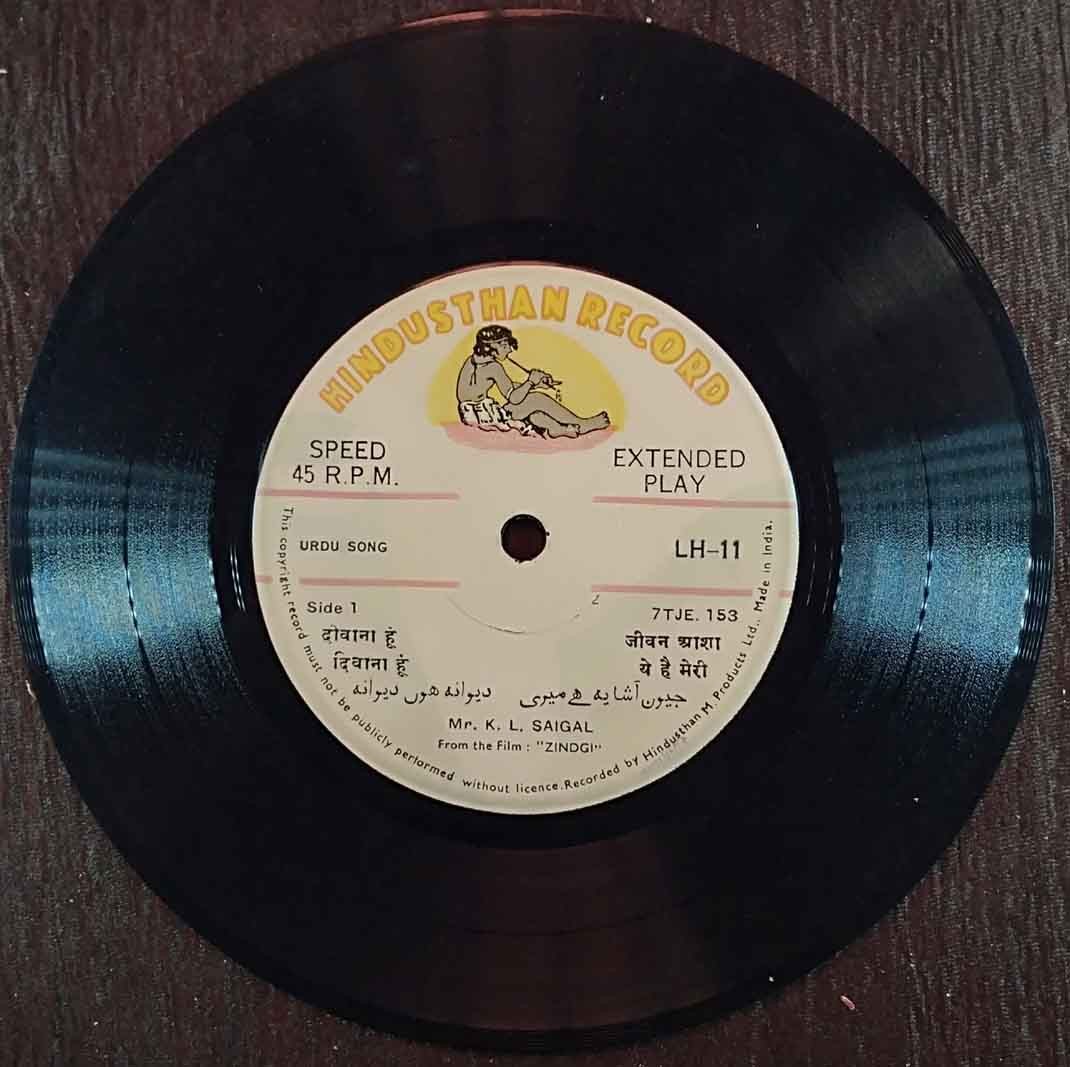 HINDUSTHAN RECORD
SPEED
45 R.P.M.
EXTENDED
PLAY
URDU SONG
LH-11
Side 1
2
7TJE. 153
दीवाना हूं
जीवन आशा
दिवाना हूं
ये है मेरी
جیون آشا یہ ہے میری دیوانہ ہوں دیوانہ
Mr. K. L. SAIGAL
From the Film : "ZINDGI"
This copyright record must not be publicly performed without licence. Recorded by Hindusthan M. Products Ltd., Made in India.